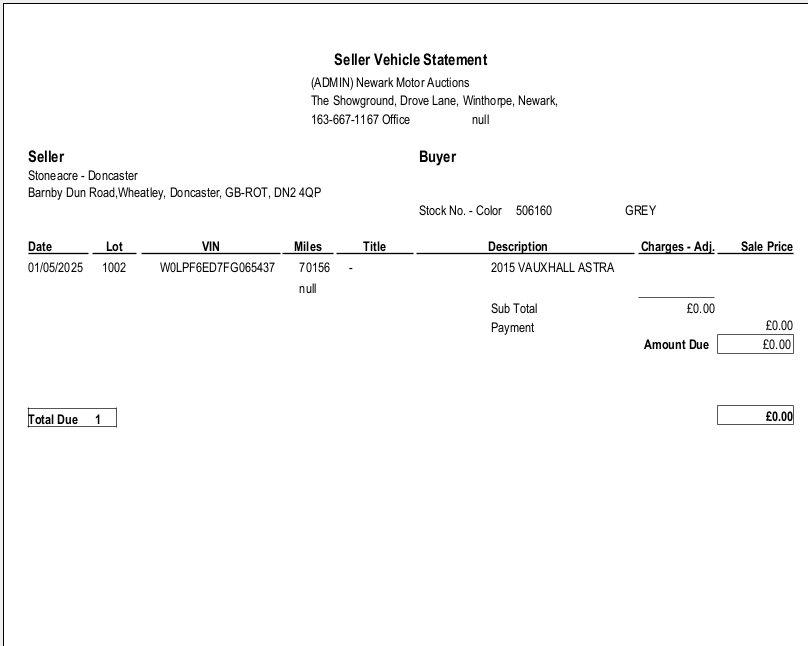 Seller Vehicle Statement
(ADMIN) Newark Motor Auctions
The Showground, Drove Lane, Winthorpe, Newark,
163-667-1167 Office null
Seller Buyer
Stoneacre - Doncaster
Barnby Dun Road,Wheatley, Doncaster, GB-ROT, DN2 4QP
Stock No. - Color 506160 GREY
Date Lot VIN Miles Title Description Charges - Adj. Sale Price
01/05/2025 1002 W0LPF6ED7FG065437 70156 - 2015 VAUXHALL ASTRA
null
Sub Total £0.00
Payment £0.00
Amount Due £0.00
Total Due 1 £0.00